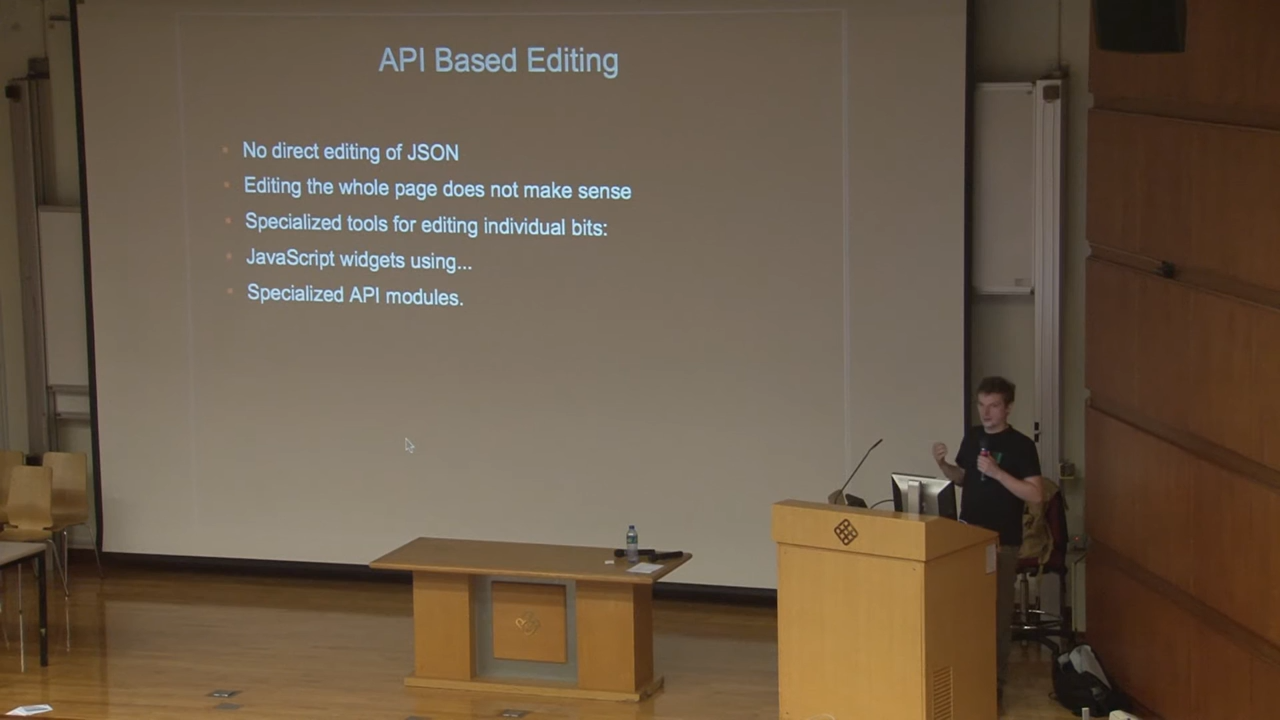 API Based Editing
No direct editing of JSON
Editing the whole page does not make sense
Specialized tools for editing individual bits:
JavaScript widgets using...
Specialized API modules.